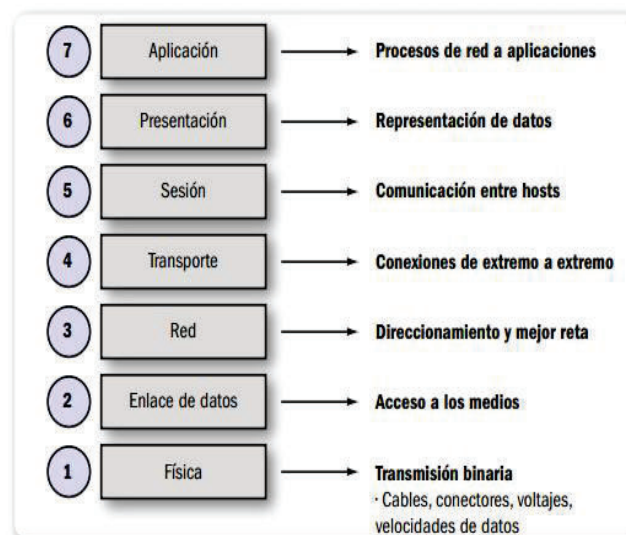 7 Aplicación Procesos de red a aplicaciones
6 Presentación Representación de datos
5 Sesión Comunicación entre hosts
4 Transporte Conexiones de extremo a extremo
3 Red Direccionamiento y mejor reta
2 Enlace de datos Acceso a los medios
1 Física Transmisión binaria
· Cables, conectores, voltajes,
velocidades de datos